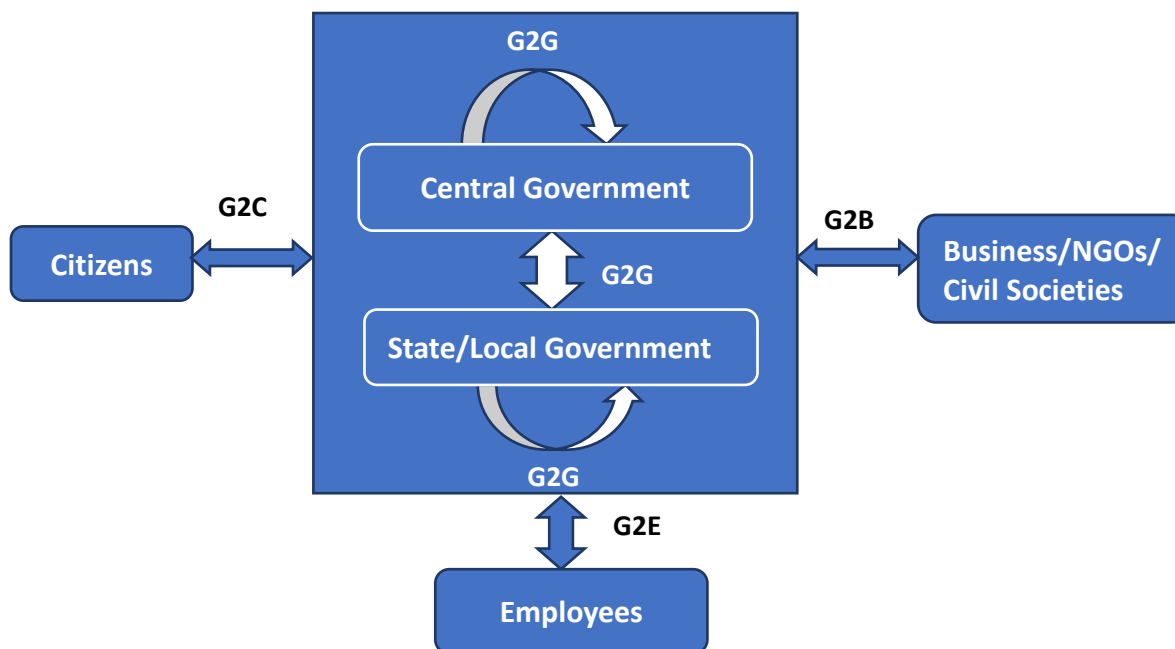 G2G
Central Government
G2C
G2B
Citizens
Business/NGOs/
Civil Societies
G2G
State/Local Government
G2G
G2E
Employees